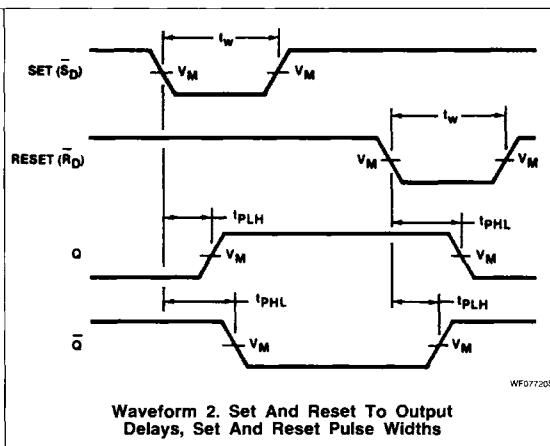 tw
SET (S̅D)
VM
VM
tw
RESET (R̅D)
VM
VM
tPLH
tPHL
Q
VM
VM
tPHL
tPLH
Q̅
VM
VM
WF07720S
Waveform 2. Set And Reset To Output
Delays, Set And Reset Pulse Widths